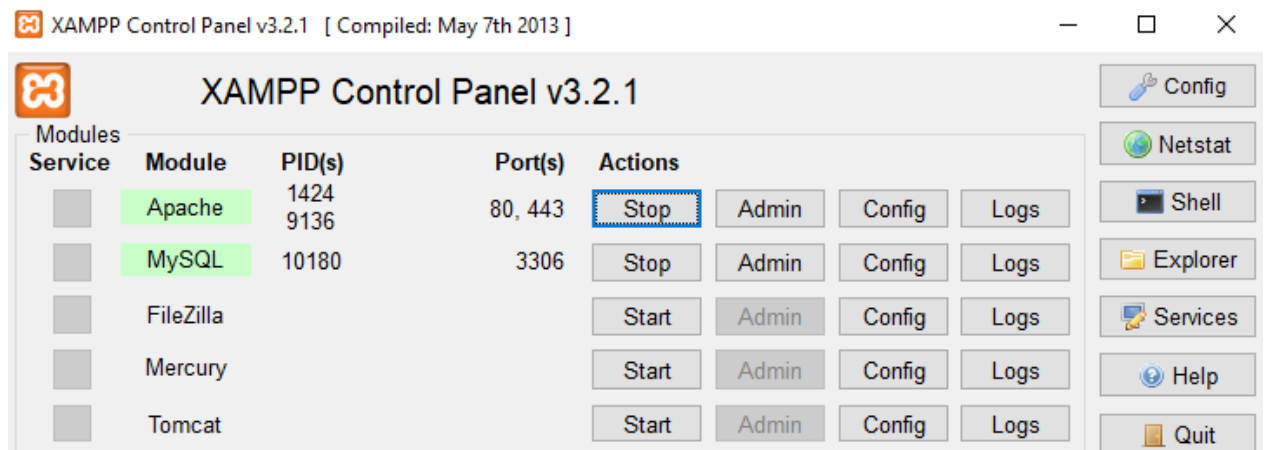 XAMPP Control Panel v3.2.1 [ Compiled: May 7th 2013 ]
XAMPP Control Panel v3.2.1
Config
Modules
Service Module PID(s) Port(s) Actions
Netstat
Apache 1424 9136 80, 443 Stop Admin Config Logs
Shell
MySQL 10180 3306 Stop Admin Config Logs
Explorer
FileZilla Start Admin Config Logs
Services
Mercury Start Admin Config Logs
Help
Tomcat Start Admin Config Logs
Quit